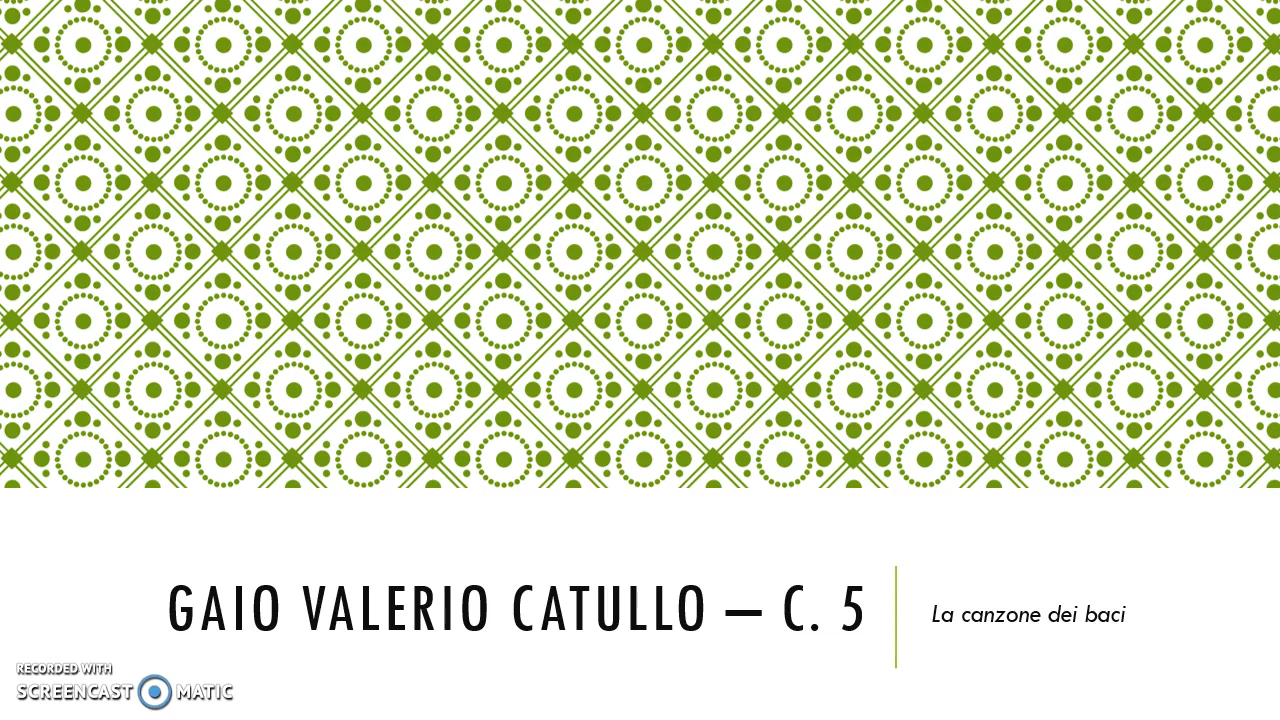 GAIO VALERIO CATULLO – C. 5
La canzone dei baci
RECORDED WITH
SCREENCAST MATIC